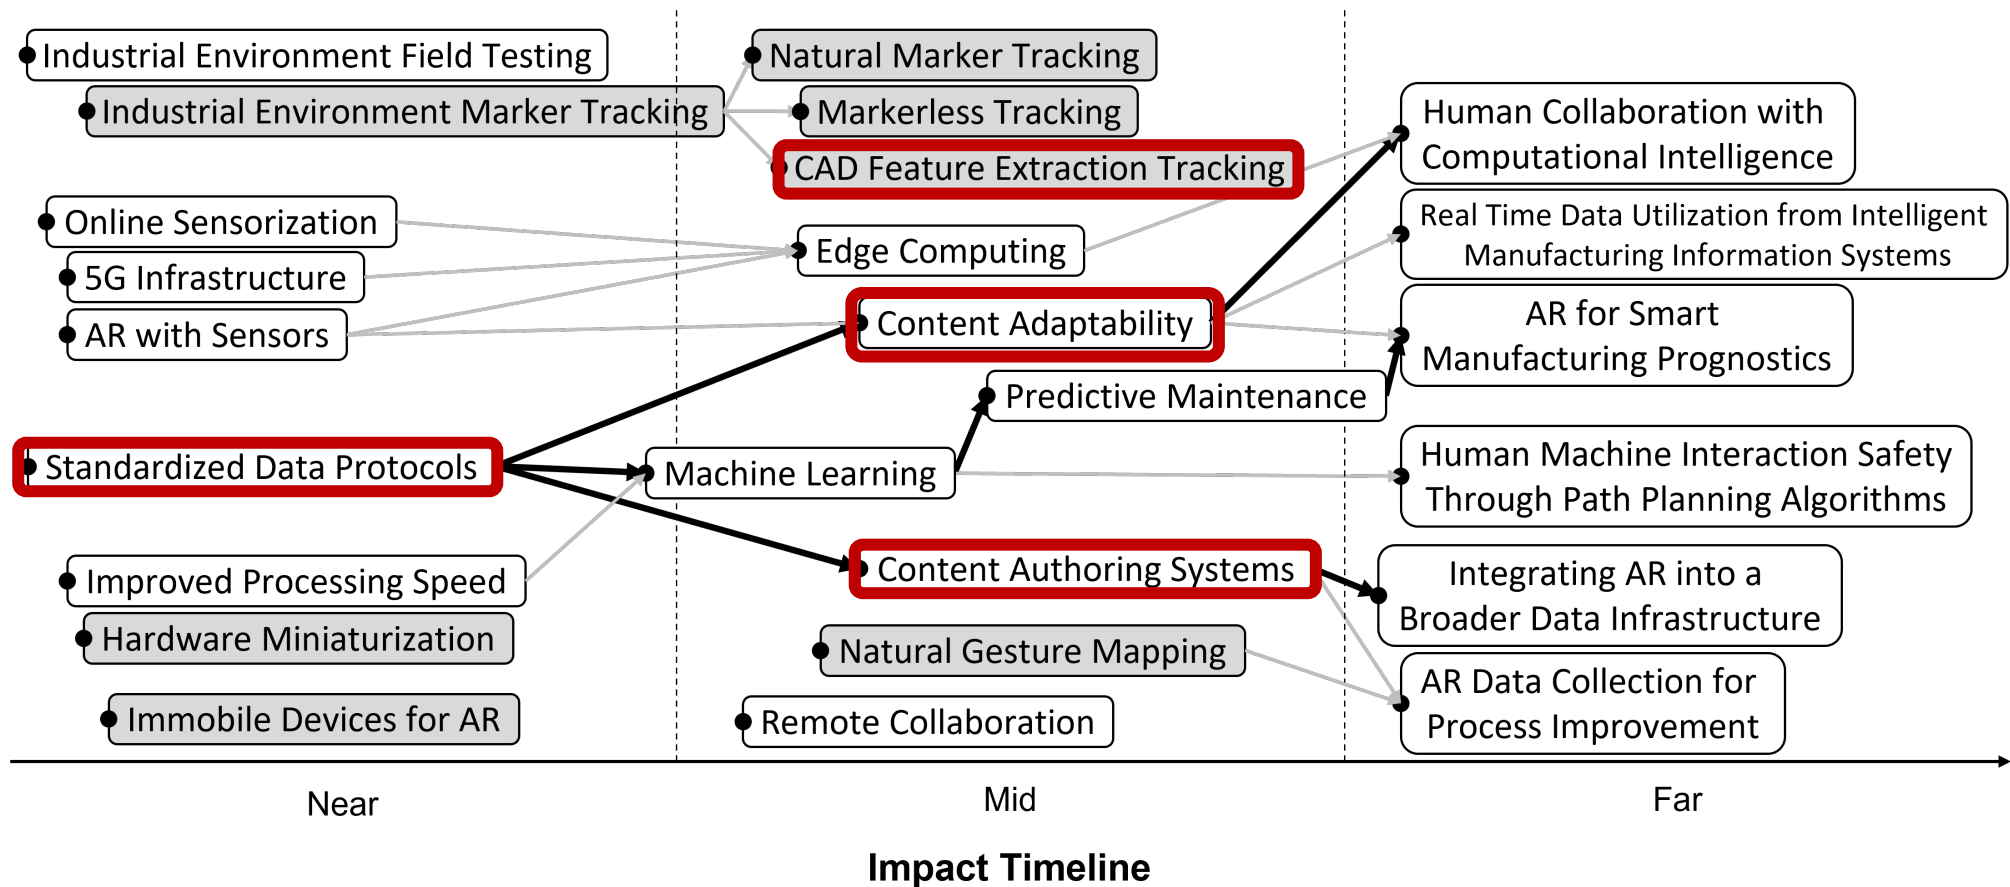 Industrial Environment Field Testing
Industrial Environment Marker Tracking
Online Sensorization
5G Infrastructure
AR with Sensors
Standardized Data Protocols
Improved Processing Speed
Hardware Miniaturization
Immobile Devices for AR
Natural Marker Tracking
Markerless Tracking
CAD Feature Extraction Tracking
Edge Computing
Content Adaptability
Predictive Maintenance
Machine Learning
Content Authoring Systems
Natural Gesture Mapping
Remote Collaboration
Human Collaboration with
Computational Intelligence
Real Time Data Utilization from Intelligent
Manufacturing Information Systems
AR for Smart
Manufacturing Prognostics
Human Machine Interaction Safety
Through Path Planning Algorithms
Integrating AR into a
Broader Data Infrastructure
AR Data Collection for
Process Improvement
Near
Mid
Far
Impact Timeline